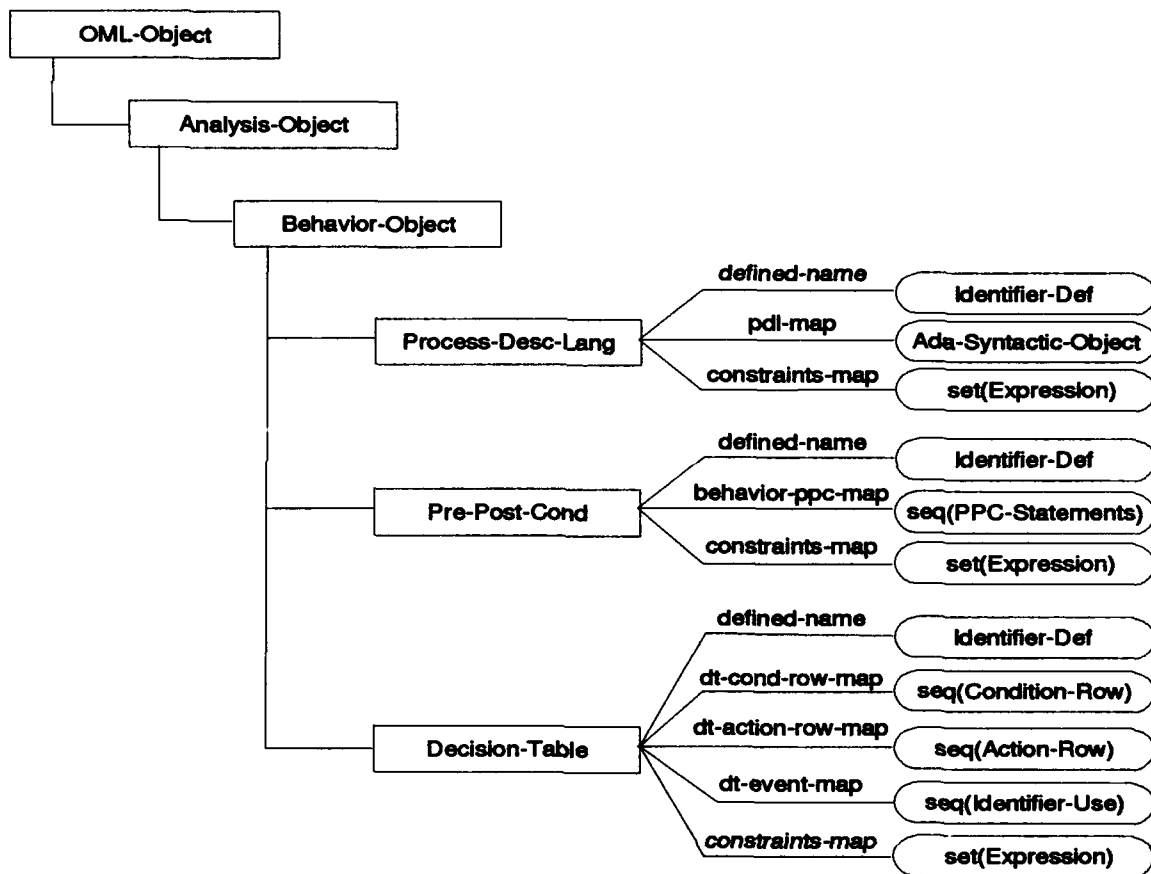 OML-Object
Analysis-Object
Behavior-Object
defined-name
Identifier-Def
Process-Desc-Lang
pdl-map
Ada-Syntactic-Object
constraints-map
set(Expression)
defined-name
Identifier-Def
Pre-Post-Cond
behavior-ppc-map
seq(PPC-Statements)
constraints-map
set(Expression)
defined-name
Identifier-Def
dt-cond-row-map
seq(Condition-Row)
Decision-Table
dt-action-row-map
seq(Action-Row)
dt-event-map
seq(Identifier-Use)
constraints-map
set(Expression)